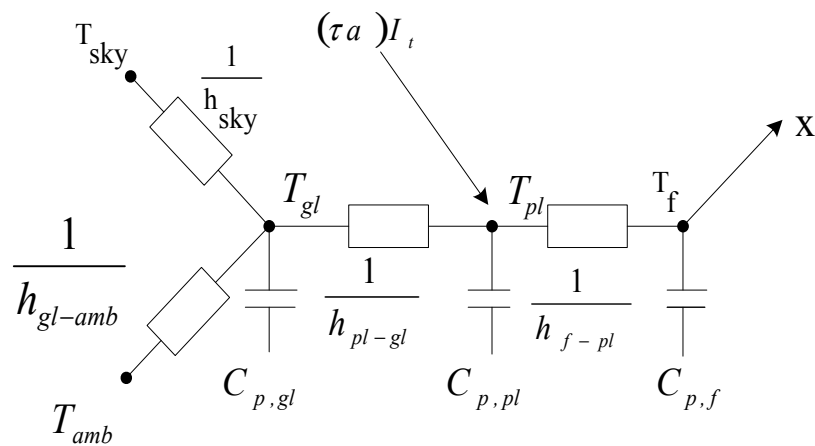 (τa)I_t
T_sky
1/h_sky
x
T_gl
T_pl
T_f
1/h_gl-amb
1/h_pl-gl
1/h_f-pl
C_p,gl
C_p,pl
C_p,f
T_amb